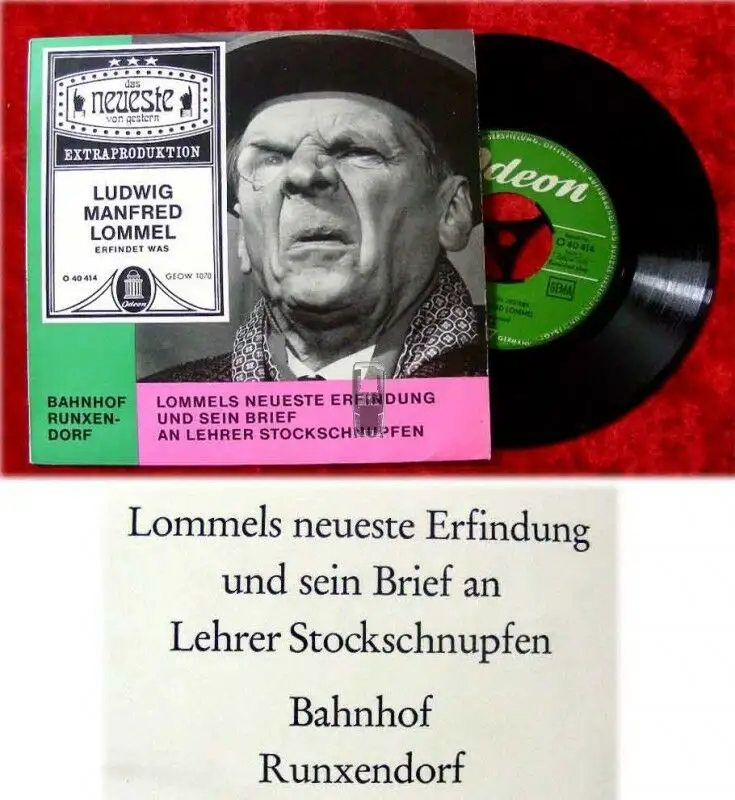 das
neueste
von gestern
EXTRAPRODUKTION
LUDWIG
MANFRED
LOMMEL
ERFINDET WAS
O 40 414
GEOW 1070
Odeon
BAHNHOF
RUNXEN-
DORF
LOMMELS NEUESTE ERFINDUNG
UND SEIN BRIEF
AN LEHRER STOCKSCHNUPFEN
Odeon
O 40 414
GEMA
LOMMEL
GERMANY
Lommels neueste Erfindung
und sein Brief an
Lehrer Stockschnupfen
Bahnhof
Runxendorf